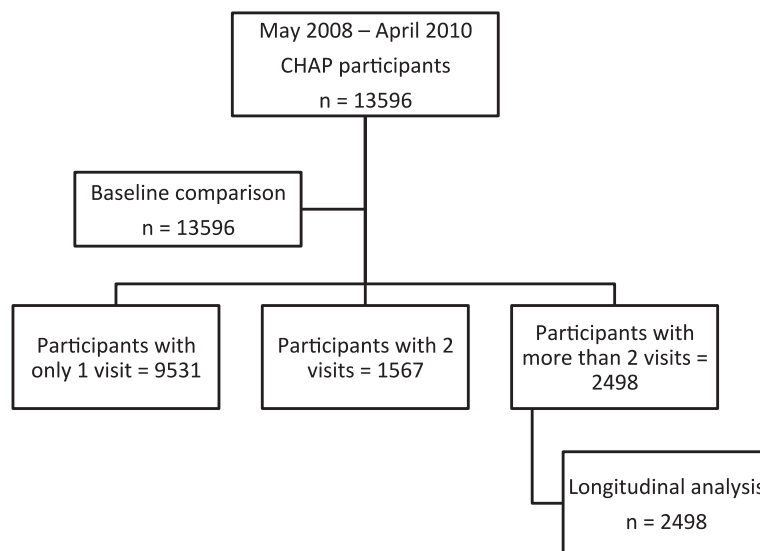 May 2008 – April 2010
CHAP participants
n = 13596
Baseline comparison
n = 13596
Participants with
only 1 visit = 9531
Participants with 2
visits = 1567
Participants with
more than 2 visits =
2498
Longitudinal analysis
n = 2498